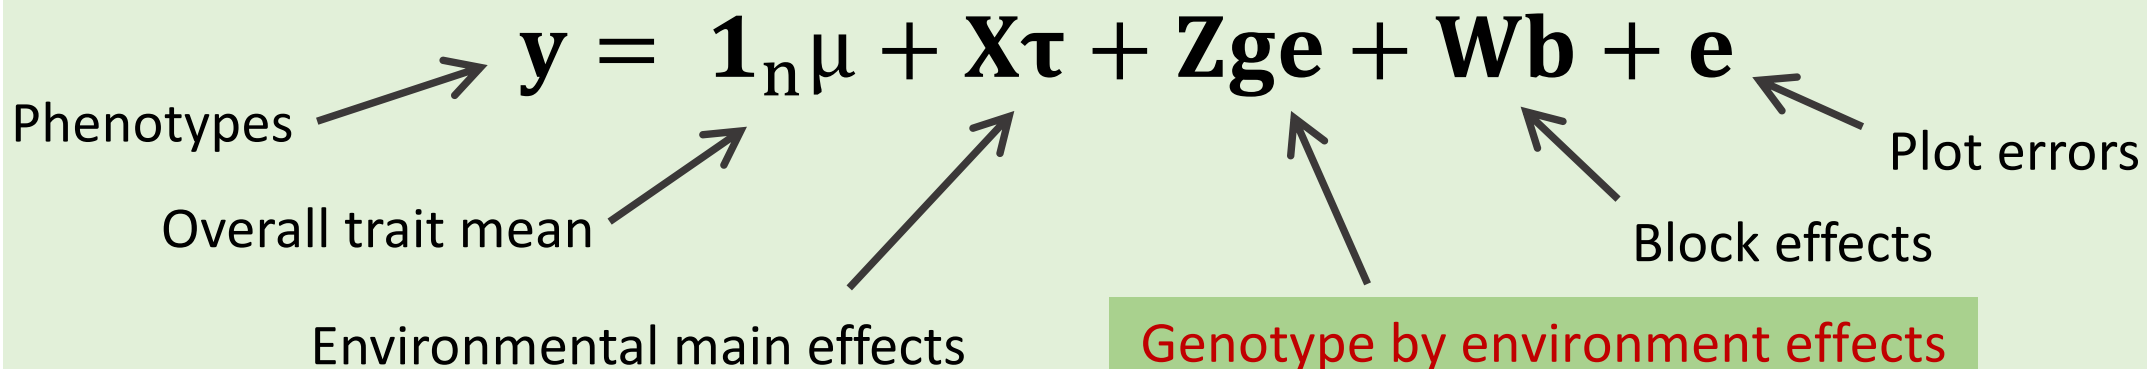 y = 1ₙμ + Xτ + Zge + Wb + e
Phenotypes
Plot errors
Overall trait mean
Block effects
Environmental main effects
Genotype by environment effects